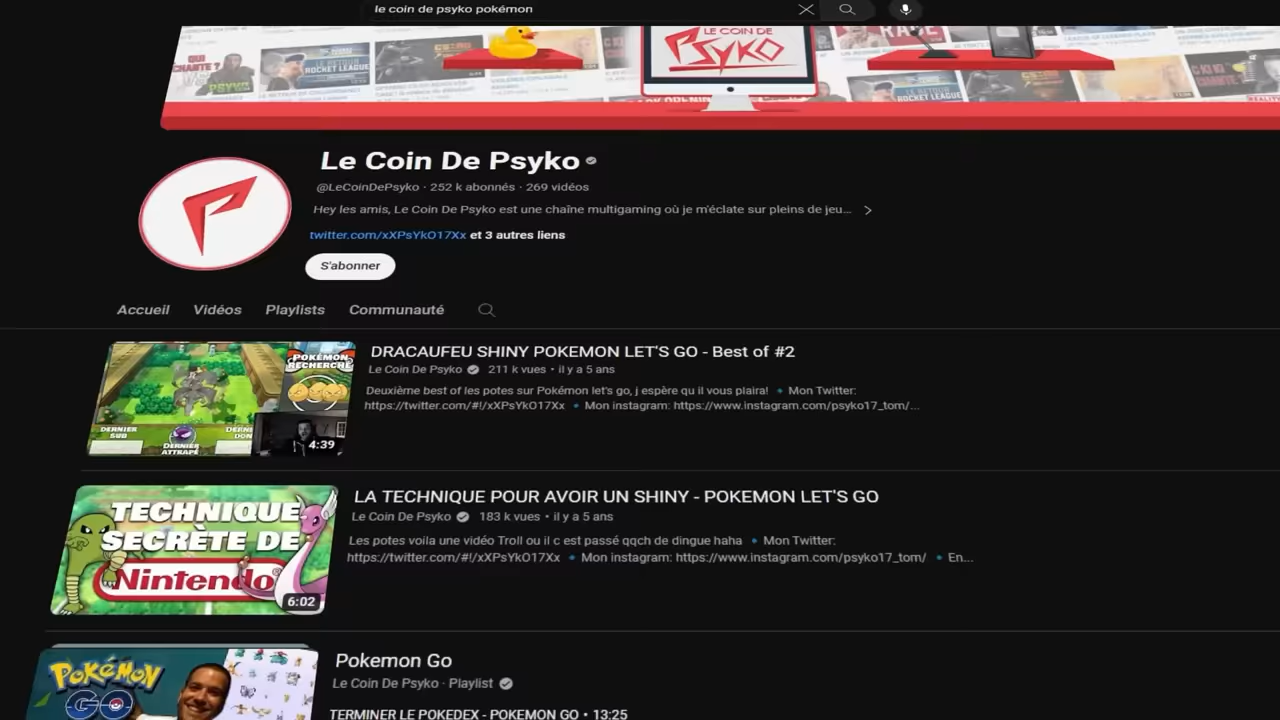 le coin de psyko pokémon
QUI
CHANTE ?
PSYKO
ROCKET LEAGUE
LE COIN DE
PSYKO
ROCKET LEAGUE
Le Coin De Psyko
@LeCoinDePsyko · 252 k abonnés · 269 vidéos
Hey les amis, Le Coin De Psyko est une chaîne multigaming où je m'éclate sur pleins de jeu...
twitter.com/xXPsYkO17Xx et 3 autres liens
S'abonner
Accueil Vidéos Playlists Communauté
POKÉMON
RECHERCHÉ
DERNIER
SUB
DERNIER
ATTRAPÉ
4:39
DRACAUFEU SHINY POKEMON LET'S GO - Best of #2
Le Coin De Psyko 211 k vues • il y a 5 ans
Deuxième best of les potes sur Pokémon let's go, j espère qu il vous plaira! 🔹 Mon Twitter:
https://twitter.com/#!/xXPsYkO17Xx 🔹 Mon instagram: https://www.instagram.com/psyko17_tom/...
TECHNIQUE
SECRÈTE DE
Nintendo
6:02
LA TECHNIQUE POUR AVOIR UN SHINY - POKEMON LET'S GO
Le Coin De Psyko 183 k vues • il y a 5 ans
Les potes voila une vidéo Troll ou il c est passé qqch de dingue haha 🔹 Mon Twitter:
https://twitter.com/#!/xXPsYkO17Xx 🔹 Mon instagram: https://www.instagram.com/psyko17_tom/ 🔹 En...
POKÉMON
GO
Pokemon Go
Le Coin De Psyko · Playlist
TERMINER LE POKEDEX - POKEMON GO • 13:25